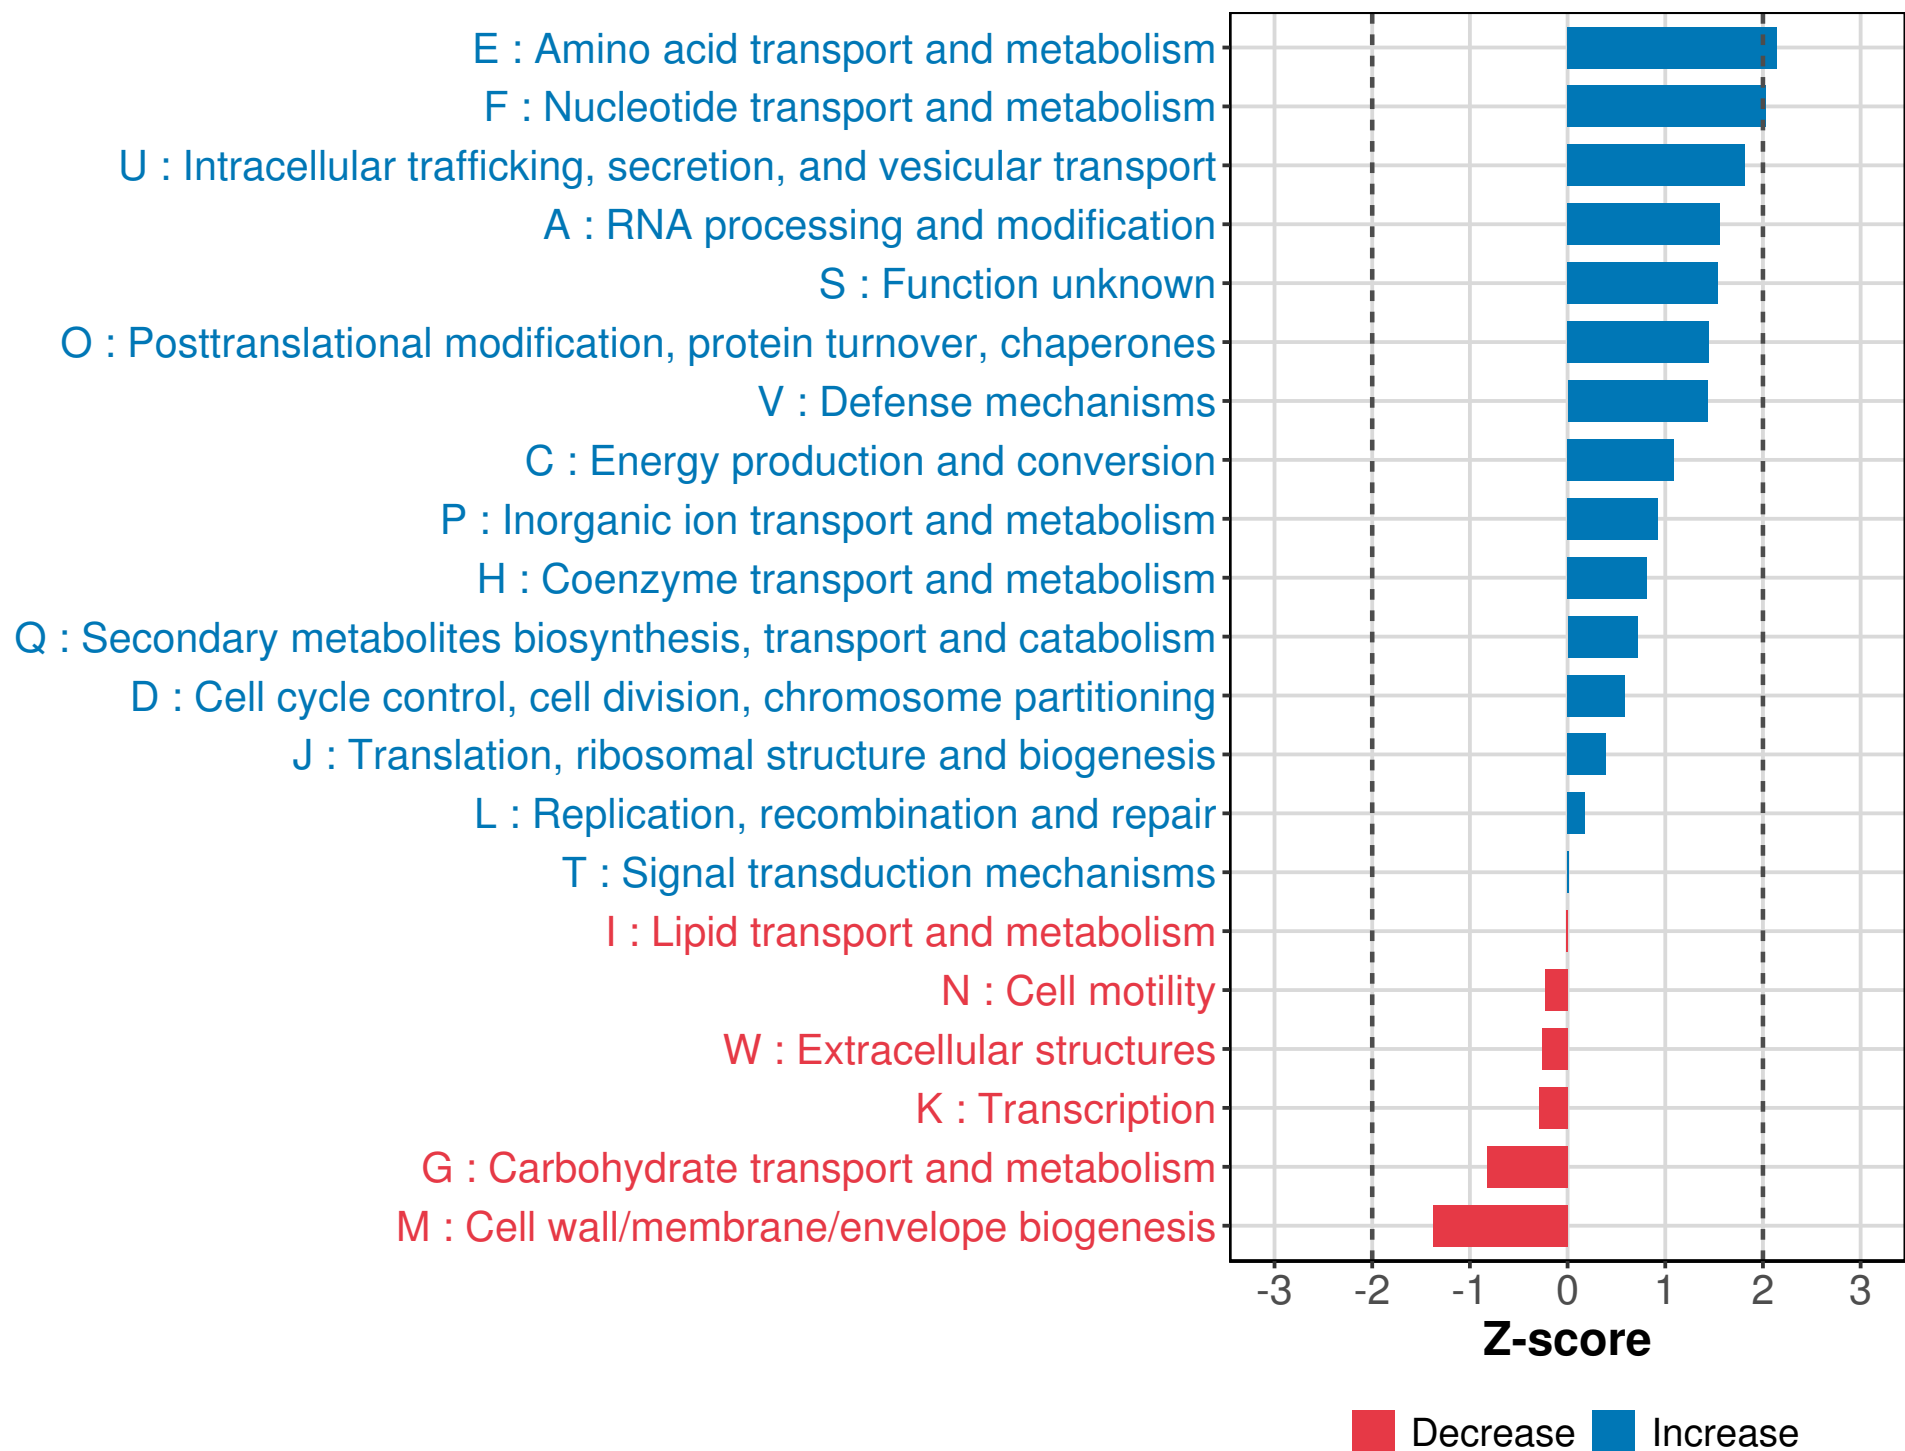 E : Amino acid transport and metabolism
F : Nucleotide transport and metabolism
U : Intracellular trafficking, secretion, and vesicular transport
A : RNA processing and modification
S : Function unknown
O : Posttranslational modification, protein turnover, chaperones
V : Defense mechanisms
C : Energy production and conversion
P : Inorganic ion transport and metabolism
H : Coenzyme transport and metabolism
Q : Secondary metabolites biosynthesis, transport and catabolism
D : Cell cycle control, cell division, chromosome partitioning
J : Translation, ribosomal structure and biogenesis
L : Replication, recombination and repair
T : Signal transduction mechanisms
I : Lipid transport and metabolism
N : Cell motility
W : Extracellular structures
K : Transcription
G : Carbohydrate transport and metabolism
M : Cell wall/membrane/envelope biogenesis
-3 -2 -1 0 1 2 3
Z-score
Decrease Increase